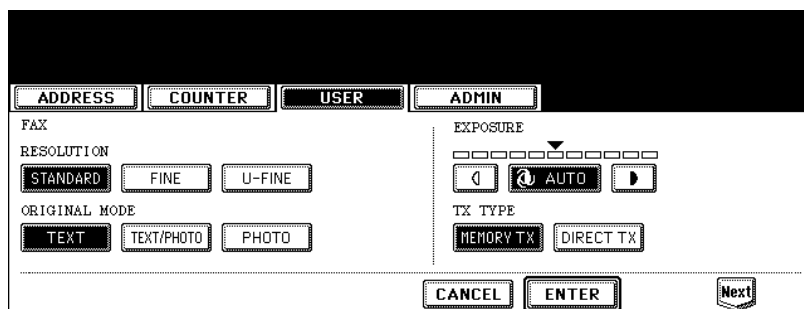 ADDRESS COUNTER USER ADMIN
FAX
RESOLUTION
STANDARD FINE U-FINE
ORIGINAL MODE
TEXT TEXT/PHOTO PHOTO
EXPOSURE
AUTO
TX TYPE
MEMORY TX DIRECT TX
CANCEL ENTER Next